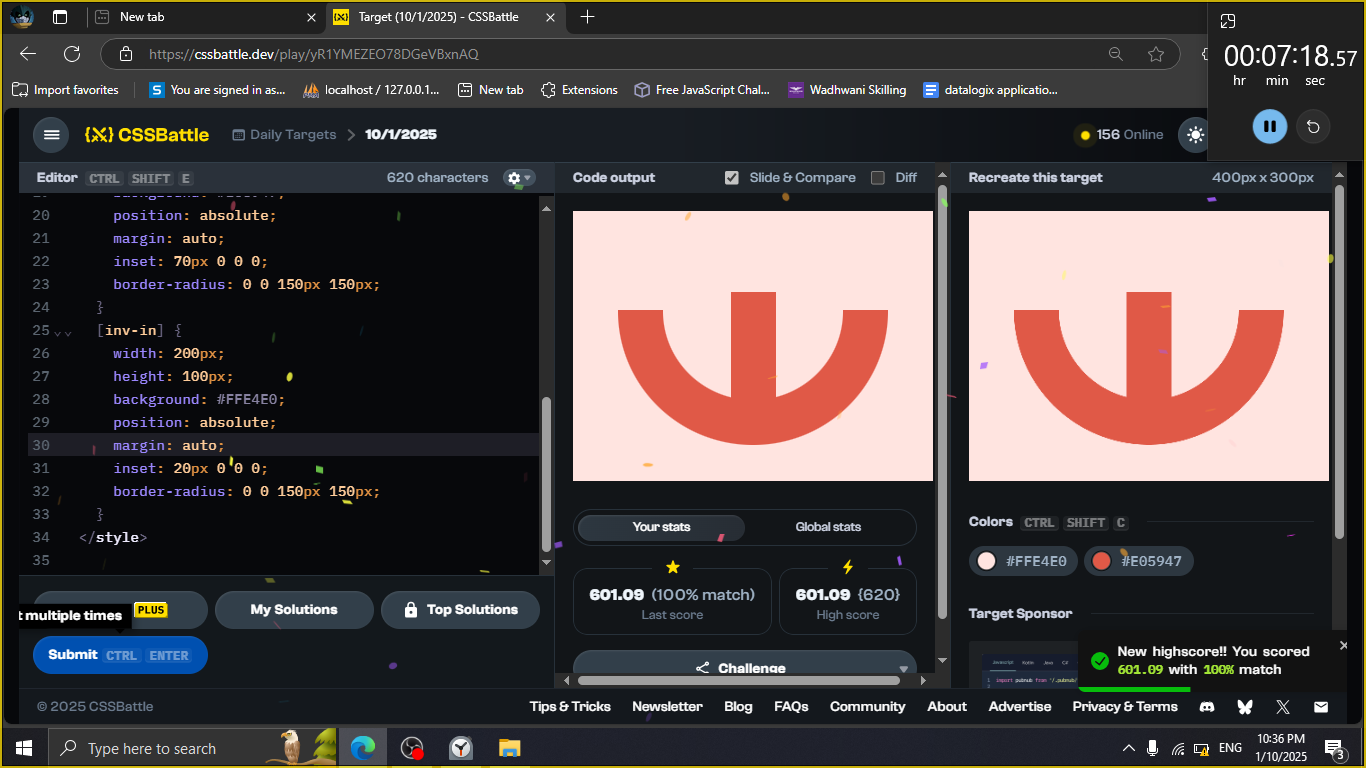 New tab
Target (10/1/2025) - CSSBattle
https://cssbattle.dev/play/yR1YMEZEO78DGeVBxnAQ
00:07:18.57
hr min sec
Import favorites
You are signed in as...
localhost / 127.0.0.1...
New tab
Extensions
Free JavaScript Chal...
Wadhwani Skilling
datalogix applicatio...
{X} CSSBattle
Daily Targets > 10/1/2025
156 Online
Editor CTRL SHIFT E
620 characters
Code output
Slide & Compare
Diff
Recreate this target
400px x 300px
20 position: absolute;
21 margin: auto;
22 inset: 70px 0 0 0;
23 border-radius: 0 0 150px 150px;
24 }
25 [inv-in] {
26 width: 200px;
27 height: 100px;
28 background: #FFE4E0;
29 position: absolute;
30 margin: auto;
31 inset: 20px 0 0 0;
32 border-radius: 0 0 150px 150px;
33 }
34 </style>
35
Your stats
Global stats
601.09 (100% match)
Last score
601.09 {620}
High score
Challenge
Colors CTRL SHIFT C
#FFE4E0
#E05947
Target Sponsor
t multiple times
PLUS
My Solutions
Top Solutions
Submit CTRL ENTER
New highscore!! You scored
601.09 with 100% match
© 2025 CSSBattle
Tips & Tricks
Newsletter
Blog
FAQs
Community
About
Advertise
Privacy & Terms
Type here to search
ENG
10:36 PM
1/10/2025
3